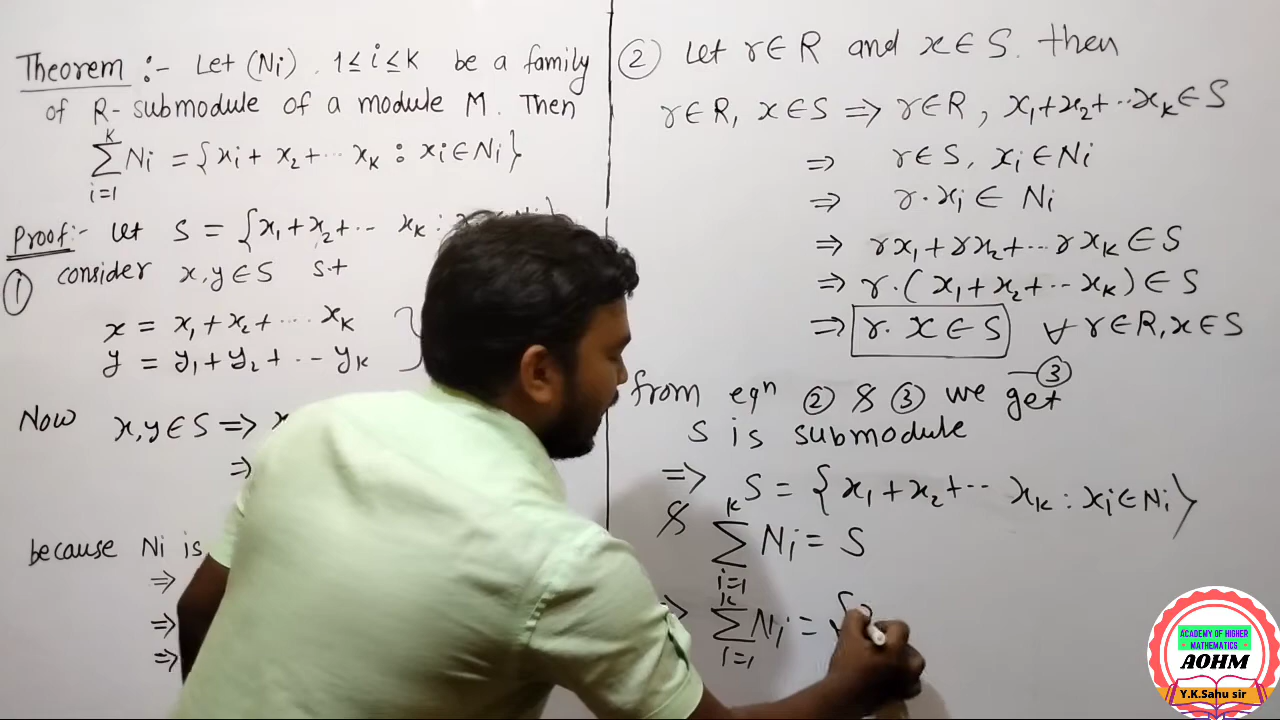 Theorem :- Let (Ni) , 1≤i≤k be a family
of R-submodule of a module M. Then
k
∑ Ni = {xi + x2 + ... xk : xi ∈ Ni}
i=1
Proof:- Let S = {x1 + x2 + ... xk :
① consider x, y ∈ S s.t
x = x1 + x2 + .... xk
y = y1 + y2 + ... yk
Now x, y ∈ S ⇒
⇒
because Ni is
⇒
⇒
⇒
② Let r ∈ R and x ∈ S. then
r ∈ R, x ∈ S ⇒ r ∈ R, x1 + x2 + ... xk ∈ S
⇒ r ∈ S, xi ∈ Ni
⇒ r·xi ∈ Ni
⇒ rx1 + rx2 + ... rxk ∈ S
⇒ r·(x1 + x2 + ... xk) ∈ S
⇒ r·x ∈ S ∀ r ∈ R, x ∈ S
—③
from eqn ② & ③ we get
S is submodule
⇒ S = {x1 + x2 + ... xk : xi ∈ Ni}
k
& ∑ Ni = S
i=1
k
⇒ ∑ Ni = {
i=1
ACADEMY OF HIGHER
MATHEMATICS
AOHM
Y.K.Sahu sir